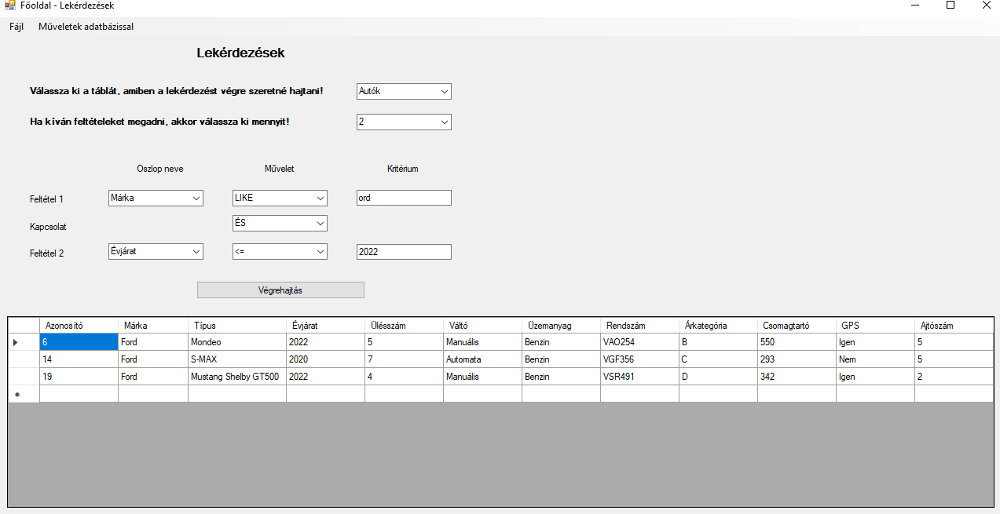 Főoldal - Lekérdezések
Fájl Műveletek adatbázissal
Lekérdezések
Válassza ki a táblát, amiben a lekérdezést végre szeretné hajtani! Autók
Ha kíván feltételeket megadni, akkor válassza ki mennyit! 2
Oszlop neve Művelet Kritérium
Feltétel 1 Márka LIKE ord
Kapcsolat ÉS
Feltétel 2 Évjárat <= 2022
Végrehajtás
Azonosító Márka Típus Évjárat Ülésszám Váltó Üzemanyag Rendszám Árkategória Csomagtartó GPS Ajtószám
6 Ford Mondeo 2022 5 Manuális Benzin VAO254 B 550 Igen 5
14 Ford S-MAX 2020 7 Automata Benzin VGF356 C 293 Nem 5
19 Ford Mustang Shelby GT500 2022 4 Manuális Benzin VSR491 D 342 Igen 2